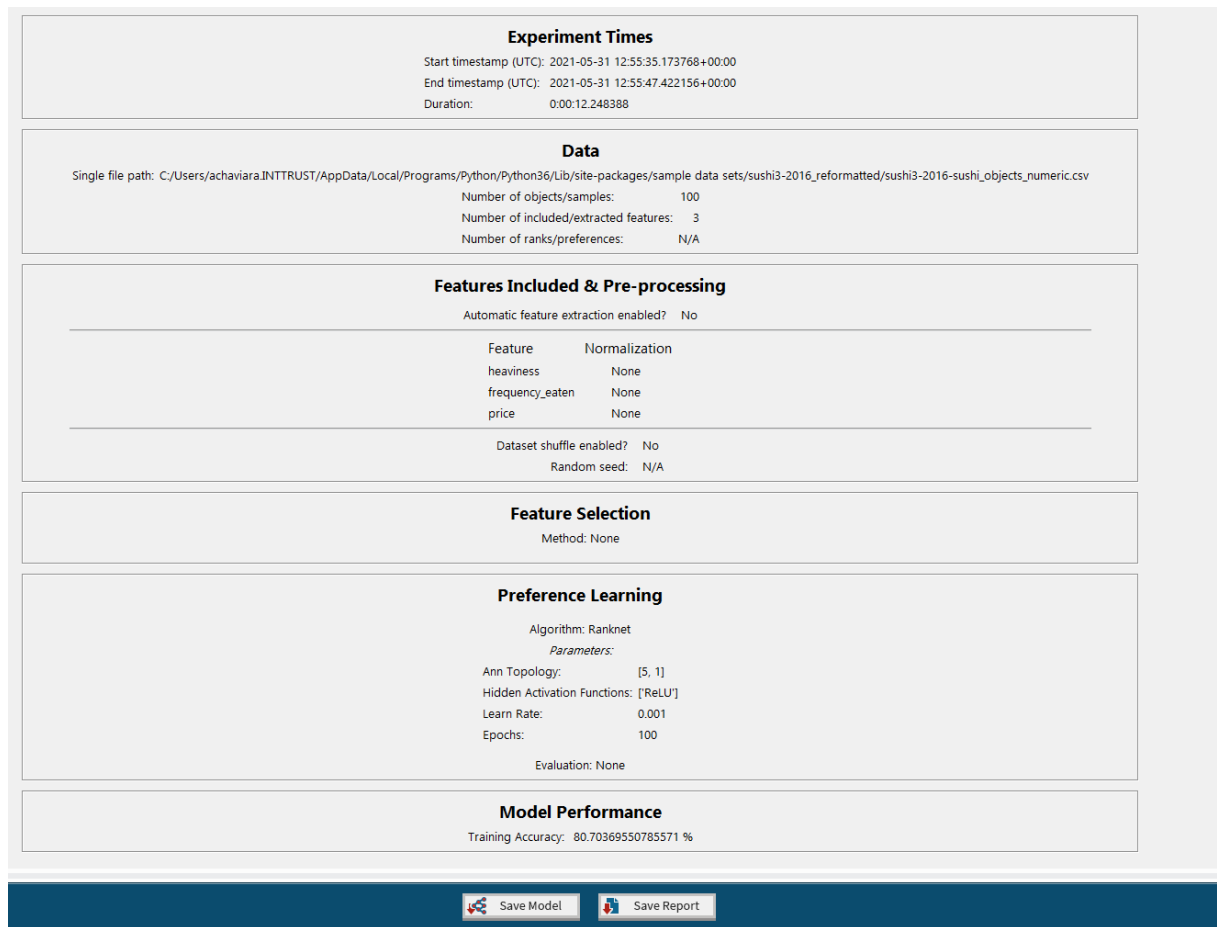 Experiment Times
Start timestamp (UTC): 2021-05-31 12:55:35.173768+00:00
End timestamp (UTC): 2021-05-31 12:55:47.422156+00:00
Duration: 0:00:12.248388
Data
Single file path: C:/Users/achaviara.INTTRUST/AppData/Local/Programs/Python/Python36/Lib/site-packages/sample data sets/sushi3-2016_reformatted/sushi3-2016-sushi_objects_numeric.csv
Number of objects/samples: 100
Number of included/extracted features: 3
Number of ranks/preferences: N/A
Features Included & Pre-processing
Automatic feature extraction enabled? No
Feature Normalization
heaviness None
frequency_eaten None
price None
Dataset shuffle enabled? No
Random seed: N/A
Feature Selection
Method: None
Preference Learning
Algorithm: Ranknet
Parameters:
Ann Topology: [5, 1]
Hidden Activation Functions: ['ReLU']
Learn Rate: 0.001
Epochs: 100
Evaluation: None
Model Performance
Training Accuracy: 80.70369550785571 %
Save Model Save Report